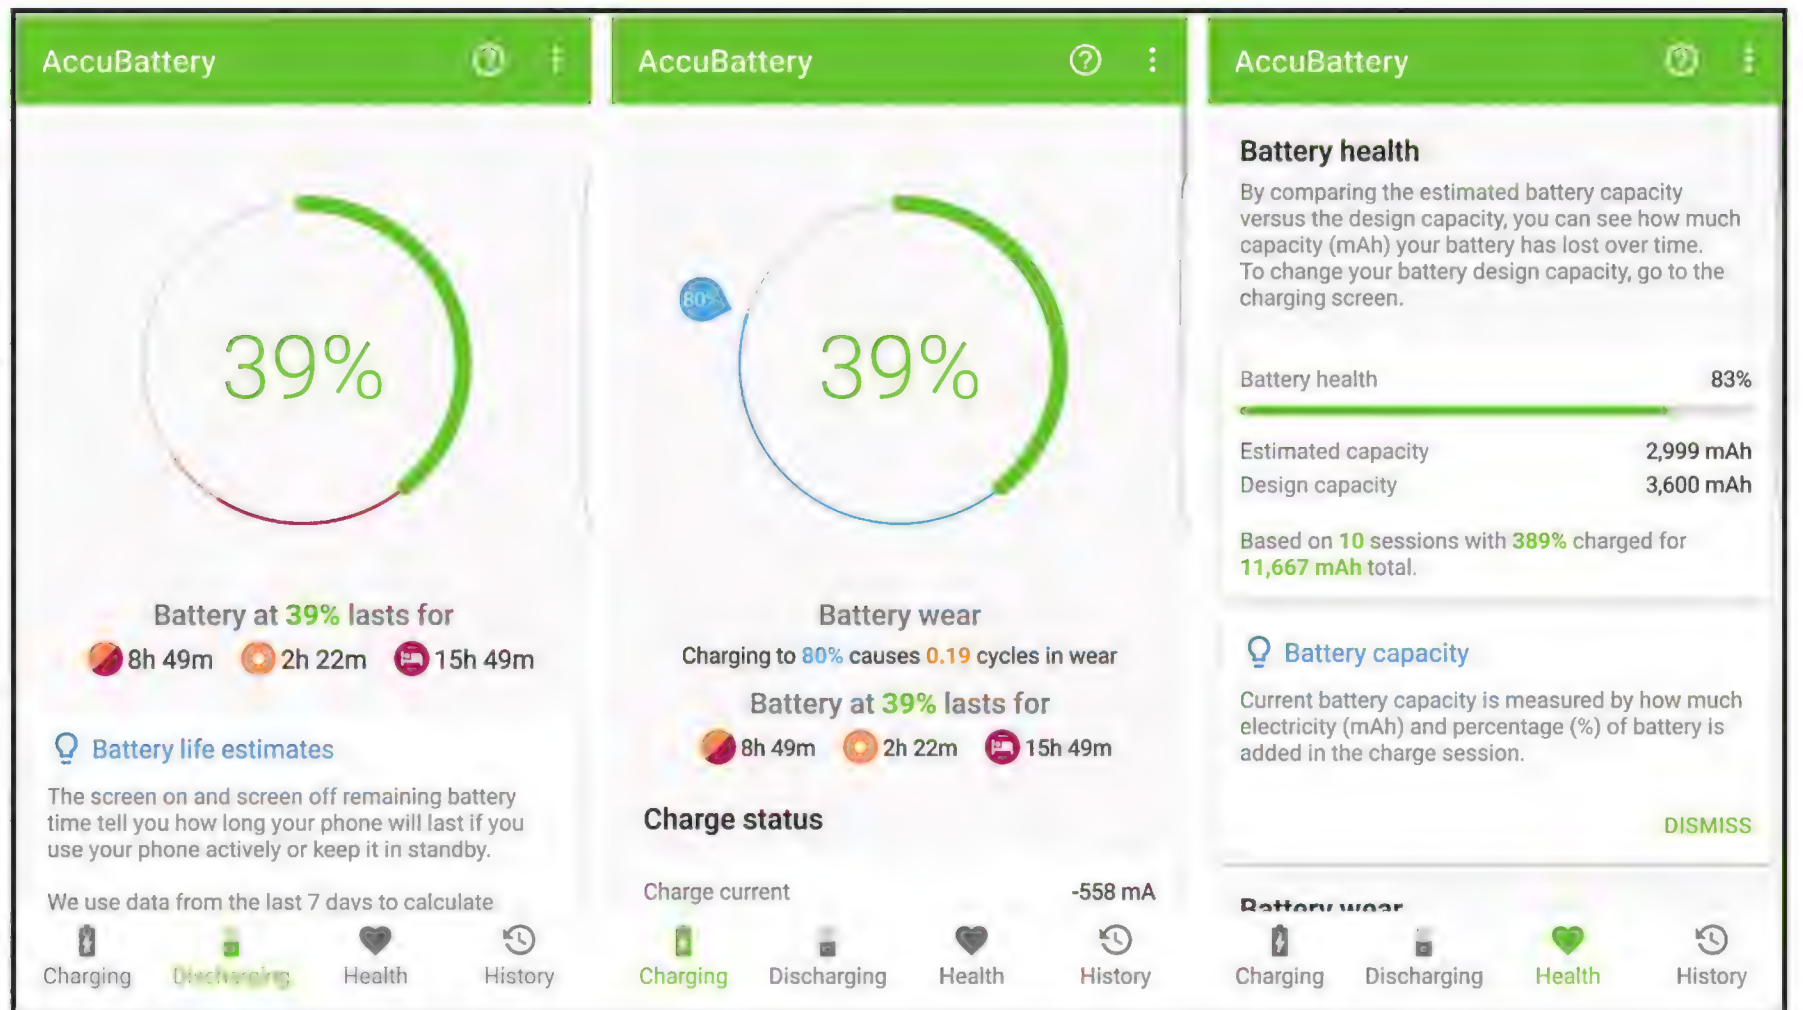 AccuBattery
39%
Battery at 39% lasts for
8h 49m 2h 22m 15h 49m
Battery life estimates
The screen on and screen off remaining battery
time tell you how long your phone will last if you
use your phone actively or keep it in standby.
We use data from the last 7 days to calculate
Charging Discharging Health History
AccuBattery
80%
39%
Battery wear
Charging to 80% causes 0.19 cycles in wear
Battery at 39% lasts for
8h 49m 2h 22m 15h 49m
Charge status
Charge current -558 mA
Charging Discharging Health History
AccuBattery
Battery health
By comparing the estimated battery capacity
versus the design capacity, you can see how much
capacity (mAh) your battery has lost over time.
To change your battery design capacity, go to the
charging screen.
Battery health 83%
Estimated capacity 2,999 mAh
Design capacity 3,600 mAh
Based on 10 sessions with 389% charged for
11,667 mAh total.
Battery capacity
Current battery capacity is measured by how much
electricity (mAh) and percentage (%) of battery is
added in the charge session.
DISMISS
Battery wear
Charging Discharging Health History